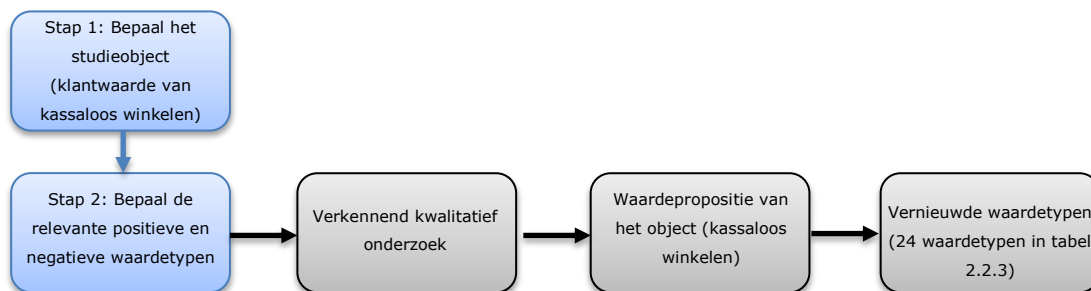 Stap 1: Bepaal het
studieobject
(klantwaarde van
kassaloos winkelen)
Stap 2: Bepaal de
relevante positieve en
negatieve waardetypen
Verkennend kwalitatief
onderzoek
Waardepropositie van
het object (kassaloos
winkelen)
Vernieuwde waardetypen
(24 waardetypen in tabel
2.2.3)